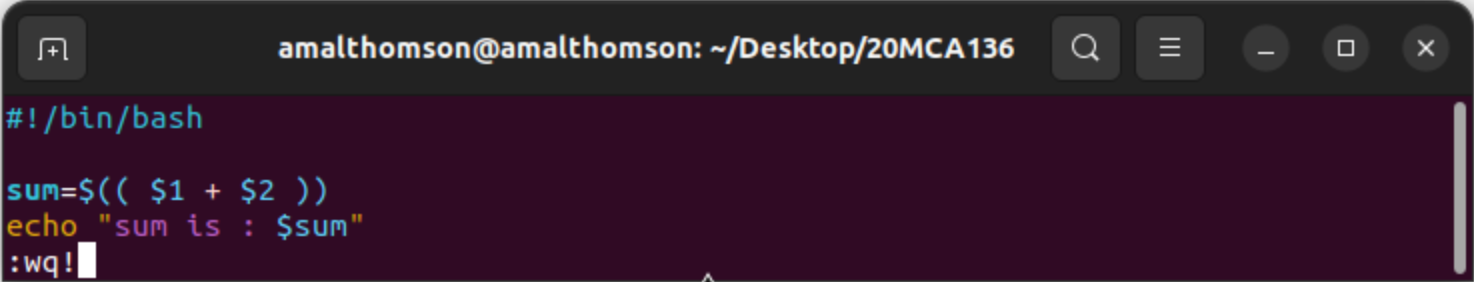 amalthomson@amalthomson: ~/Desktop/20MCA136
#!/bin/bash
sum=$(( $1 + $2 ))
echo "sum is : $sum"
:wq!